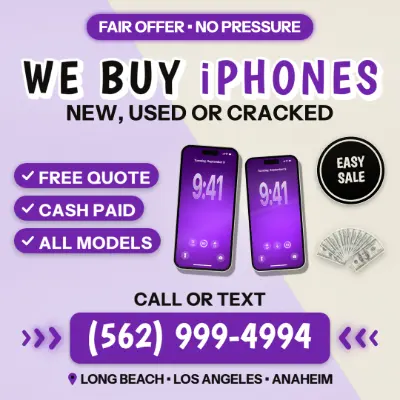 FAIR OFFER • NO PRESSURE
WE BUY iPHONES
NEW, USED OR CRACKED
FREE QUOTE
CASH PAID
ALL MODELS
9:41
9:41
EASY
SALE
CALL OR TEXT
(562) 999-4994
LONG BEACH • LOS ANGELES • ANAHEIM